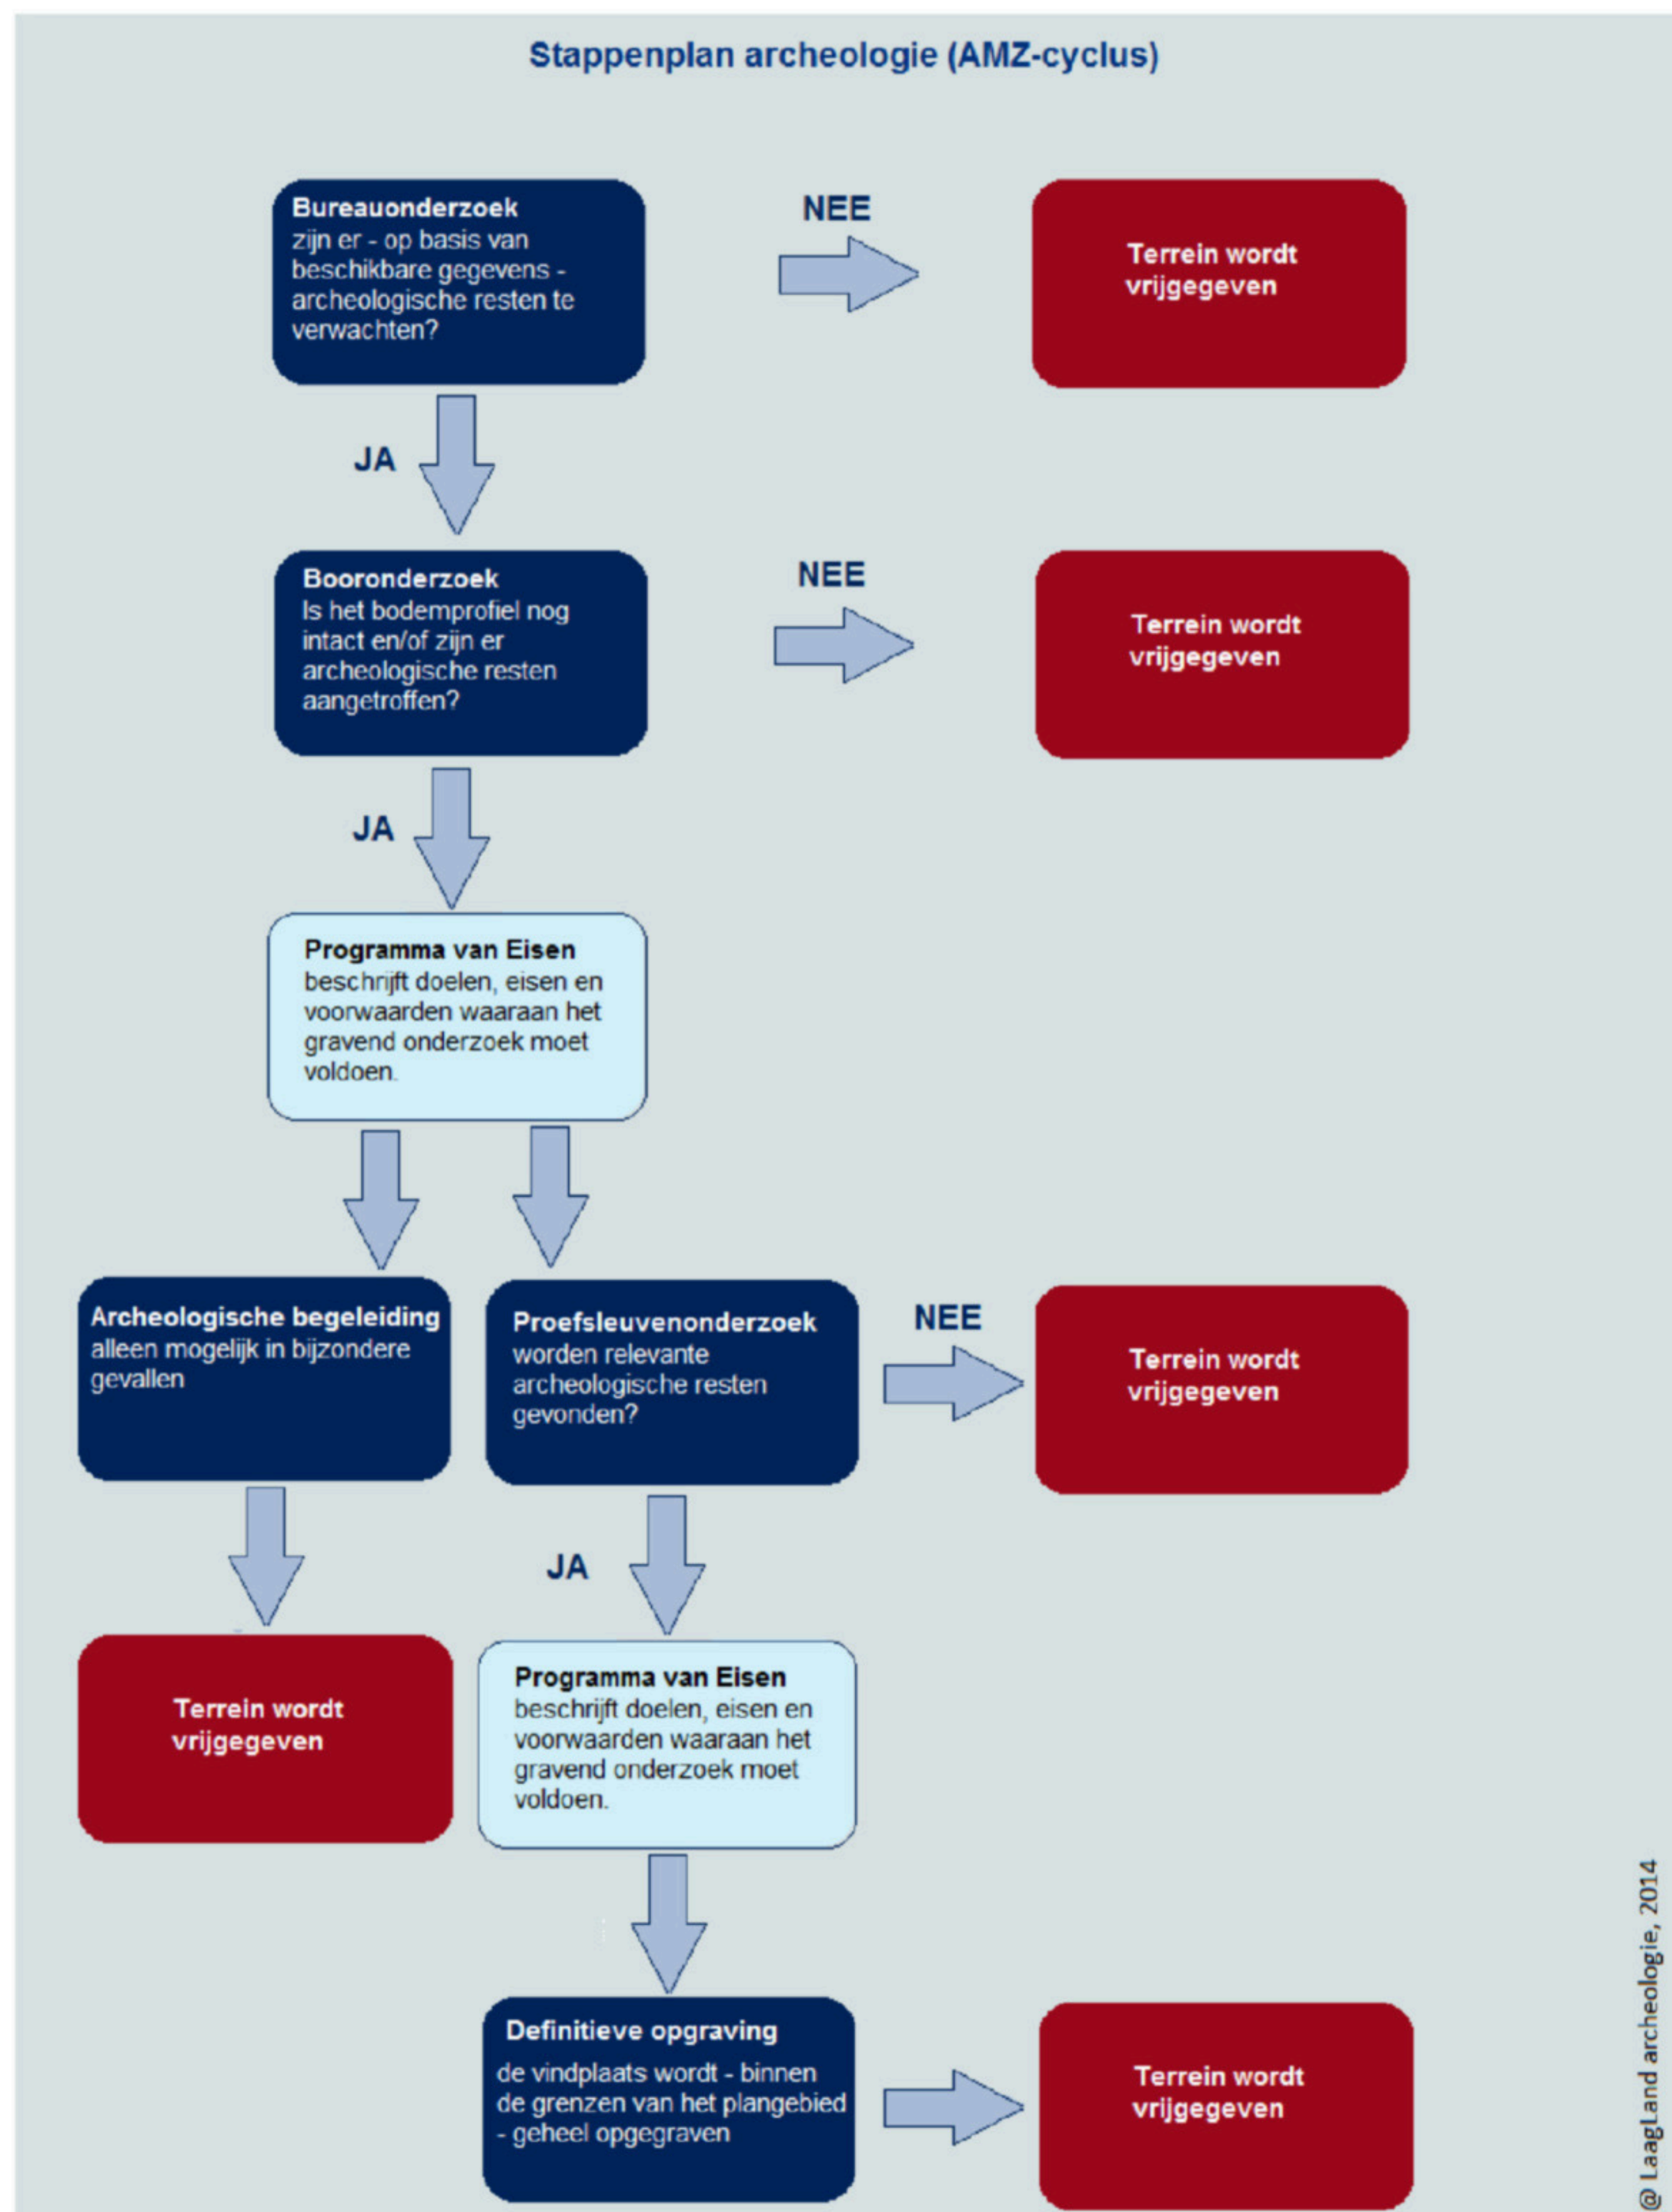 Stappenplan archeologie (AMZ-cyclus)
Bureauonderzoek
zijn er - op basis van
beschikbare gegevens -
archeologische resten te
verwachten?
NEE
Terrein wordt
vrijgegeven
JA
Booronderzoek
Is het bodemprofiel nog
intact en/of zijn er
archeologische resten
aangetroffen?
NEE
Terrein wordt
vrijgegeven
JA
Programma van Eisen
beschrijft doelen, eisen en
voorwaarden waaraan het
gravend onderzoek moet
voldoen.
Archeologische begeleiding
alleen mogelijk in bijzondere
gevallen
Proefsleuvenonderzoek
worden relevante
archeologische resten
gevonden?
NEE
Terrein wordt
vrijgegeven
JA
Terrein wordt
vrijgegeven
Programma van Eisen
beschrijft doelen, eisen en
voorwaarden waaraan het
gravend onderzoek moet
voldoen.
Definitieve opgraving
de vindplaats wordt - binnen
de grenzen van het plangebied
- geheel opgegraven
Terrein wordt
vrijgegeven
@ LaagLand archeologie, 2014